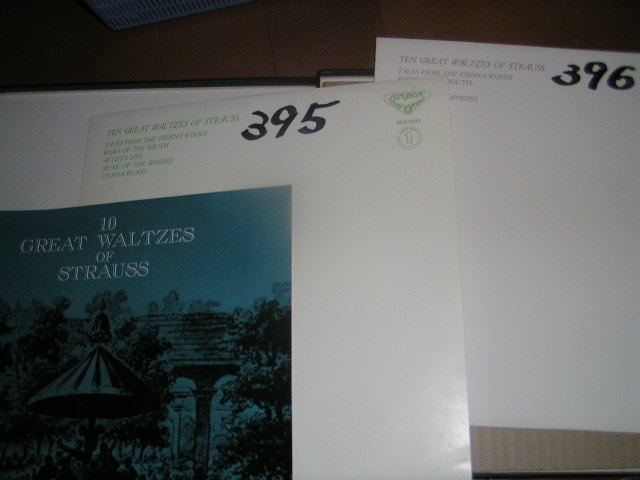 TEN GREAT WALTZES OF STRAUSS
396
TALES FROM THE VIENNA WOODS
SOUTH
SPHERES
TEN GREAT WALTZES OF STRAUSS
395
TALES FROM THE VIENNA WOODS
ROSES OF THE SOUTH
ARTIST'S LIFE
MUSIC OF THE SPHERES
VIENNA BLOOD
LONDON
1
10
GREAT WALTZES
OF
STRAUSS